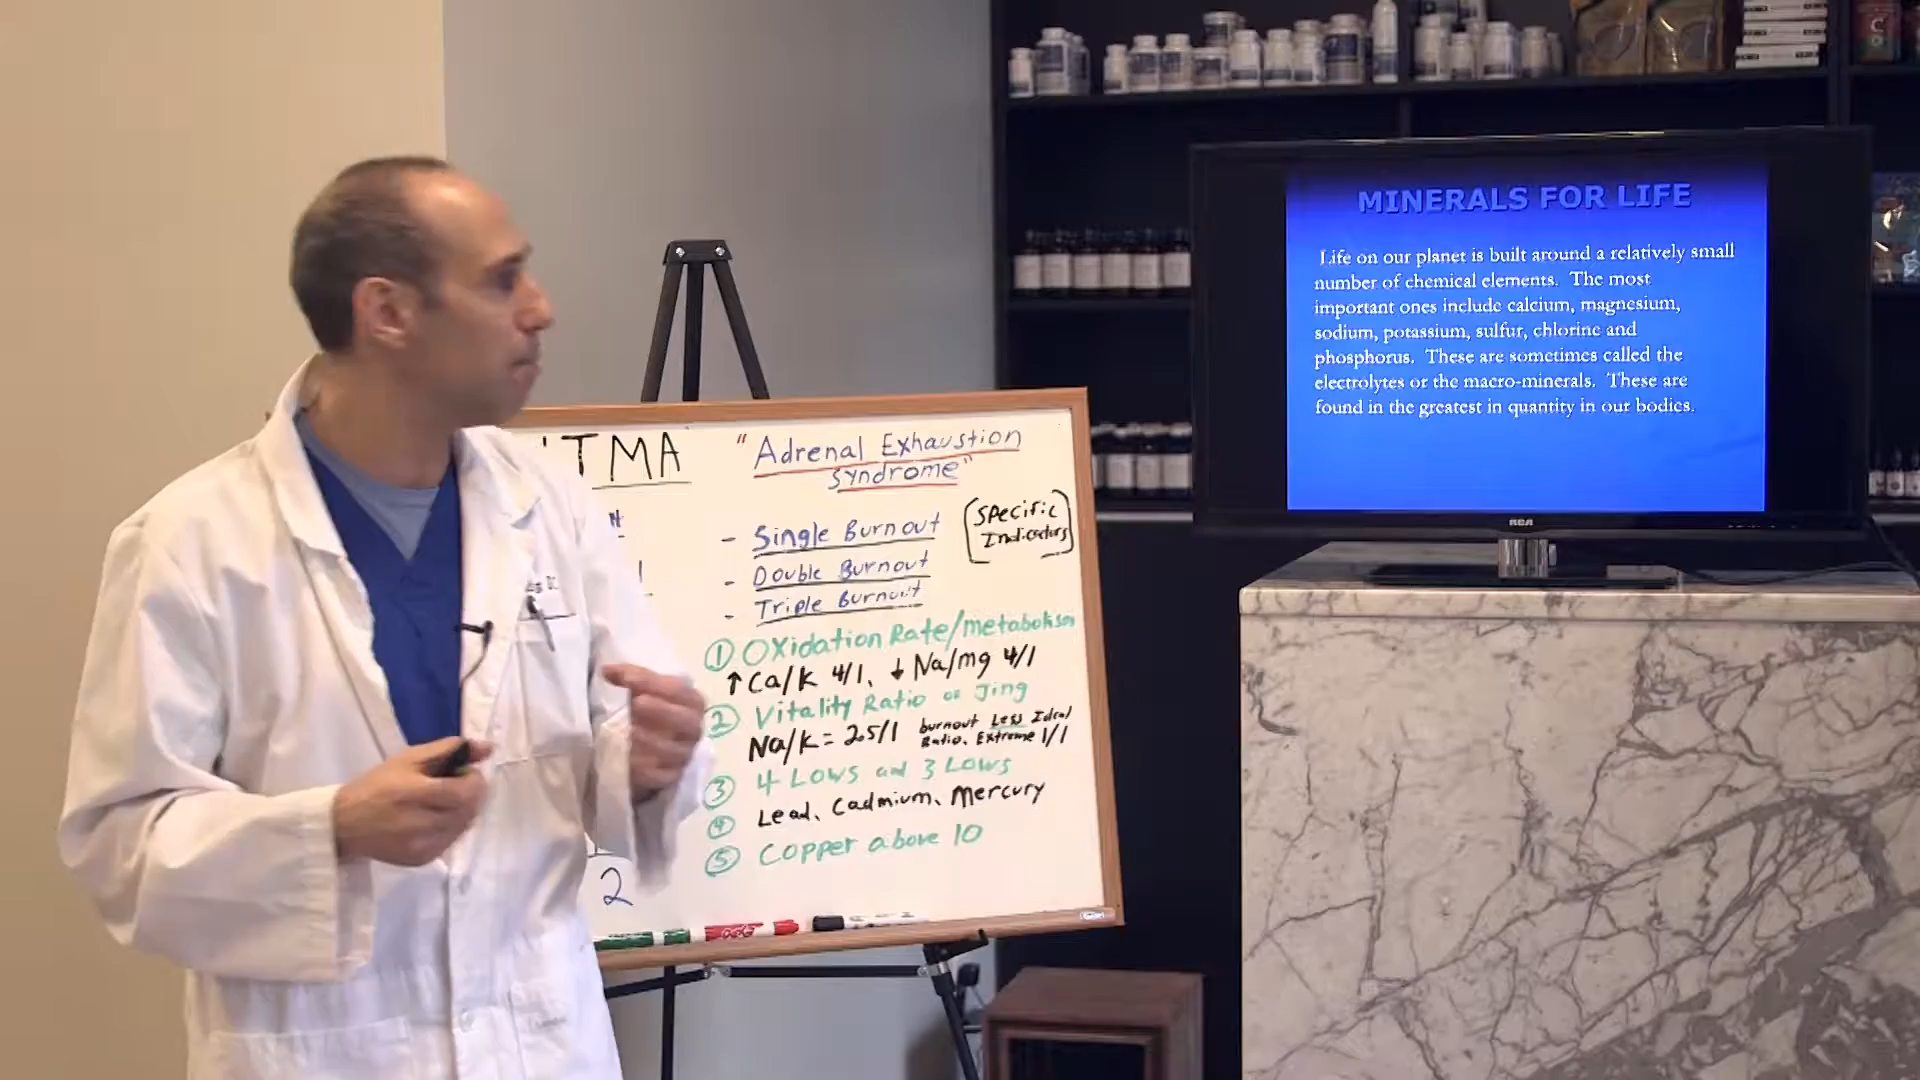 MINERALS FOR LIFE
Life on our planet is built around a relatively small
number of chemical elements. The most
important ones include calcium, magnesium,
sodium, potassium, sulfur, chlorine and
phosphorus. These are sometimes called the
electrolytes or the macro-minerals. These are
found in the greatest in quantity in our bodies.
RCA
TMA
"Adrenal Exhaustion
Syndrome"
- Single Burnout
- Double Burnout
- Triple Burnout
(Specific
Indicators)
① Oxidation Rate/metabolism
↑ Ca/K 4/1, ↓ Na/mg 4/1
② Vitality Ratio or Jing
Na/K = 2.5/1 burnout Less Ideal
Ratio. Extreme 1/1
③ 4 Lows and 3 Lows
④ Lead, Cadmium, Mercury
⑤ Copper above 10
2